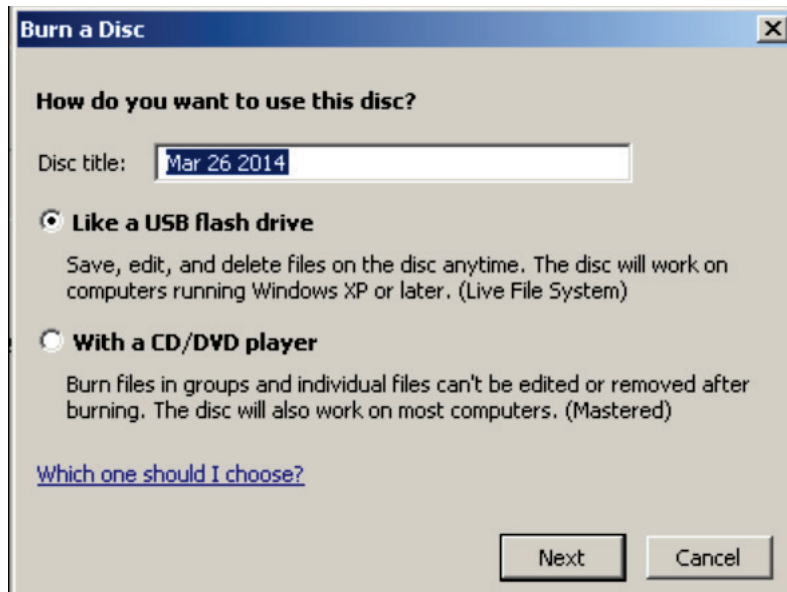 Burn a Disc
How do you want to use this disc?
Disc title: Mar 26 2014
Like a USB flash drive
Save, edit, and delete files on the disc anytime. The disc will work on
computers running Windows XP or later. (Live File System)
With a CD/DVD player
Burn files in groups and individual files can't be edited or removed after
burning. The disc will also work on most computers. (Mastered)
Which one should I choose?
Next Cancel